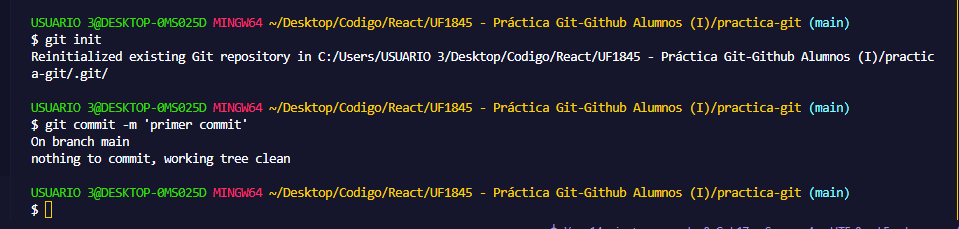 USUARIO 3@DESKTOP-0MS025D MINGW64 ~/Desktop/Codigo/React/UF1845 - Práctica Git-Github Alumnos (I)/practica-git (main)
$ git init
Reinitialized existing Git repository in C:/Users/USUARIO 3/Desktop/Codigo/React/UF1845 - Práctica Git-Github Alumnos (I)/practic
a-git/.git/
USUARIO 3@DESKTOP-0MS025D MINGW64 ~/Desktop/Codigo/React/UF1845 - Práctica Git-Github Alumnos (I)/practica-git (main)
$ git commit -m 'primer commit'
On branch main
nothing to commit, working tree clean
USUARIO 3@DESKTOP-0MS025D MINGW64 ~/Desktop/Codigo/React/UF1845 - Práctica Git-Github Alumnos (I)/practica-git (main)
$